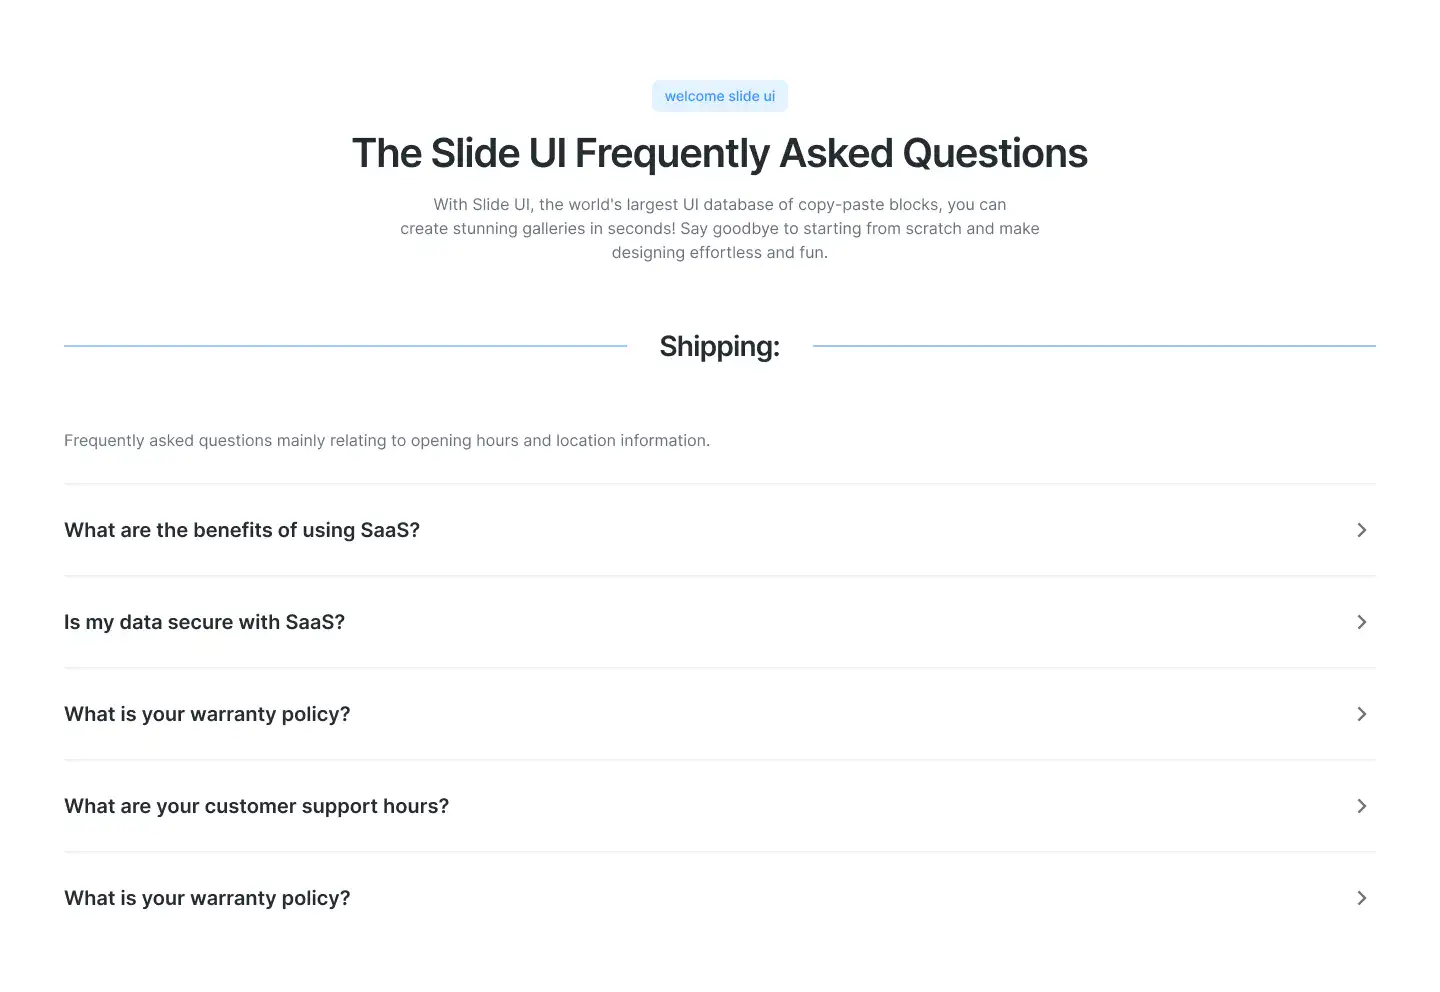 welcome slide ui
The Slide UI Frequently Asked Questions
With Slide UI, the world's largest UI database of copy-paste blocks, you can
create stunning galleries in seconds! Say goodbye to starting from scratch and make
designing effortless and fun.
Shipping:
Frequently asked questions mainly relating to opening hours and location information.
What are the benefits of using SaaS?
Is my data secure with SaaS?
What is your warranty policy?
What are your customer support hours?
What is your warranty policy?